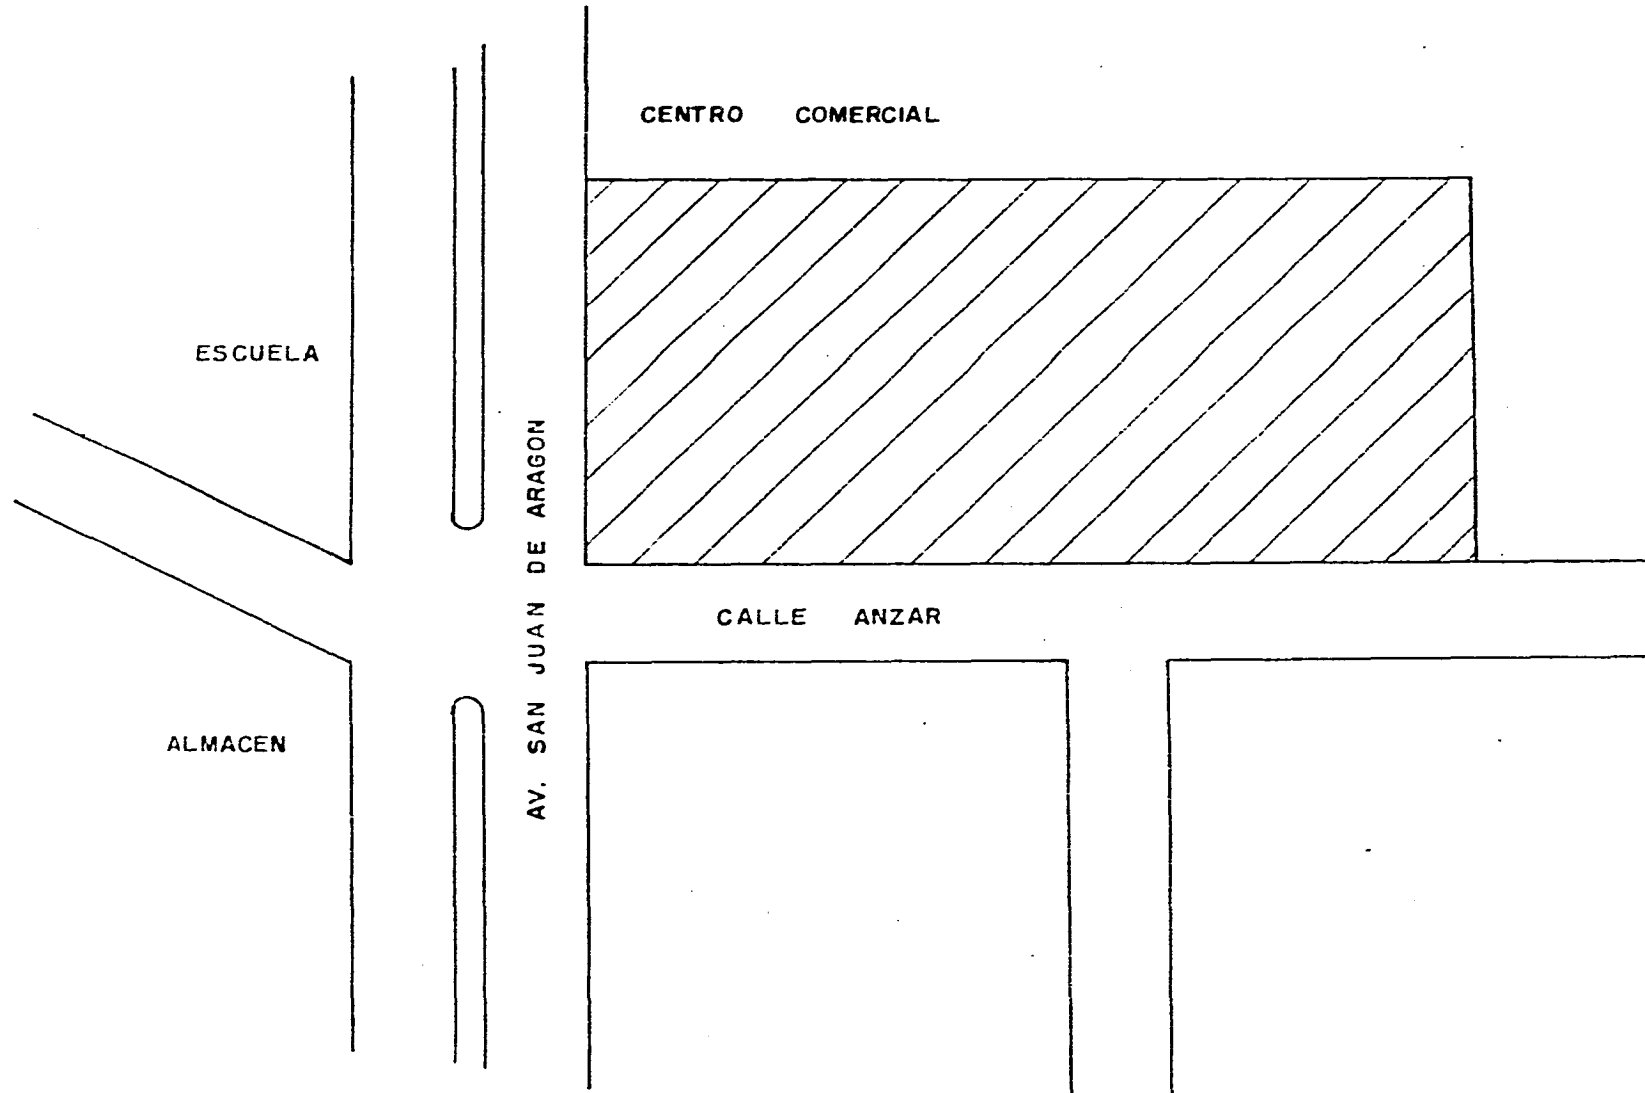 CENTRO COMERCIAL
ESCUELA
AV. SAN JUAN DE ARAGON
CALLE ANZAR
ALMACEN